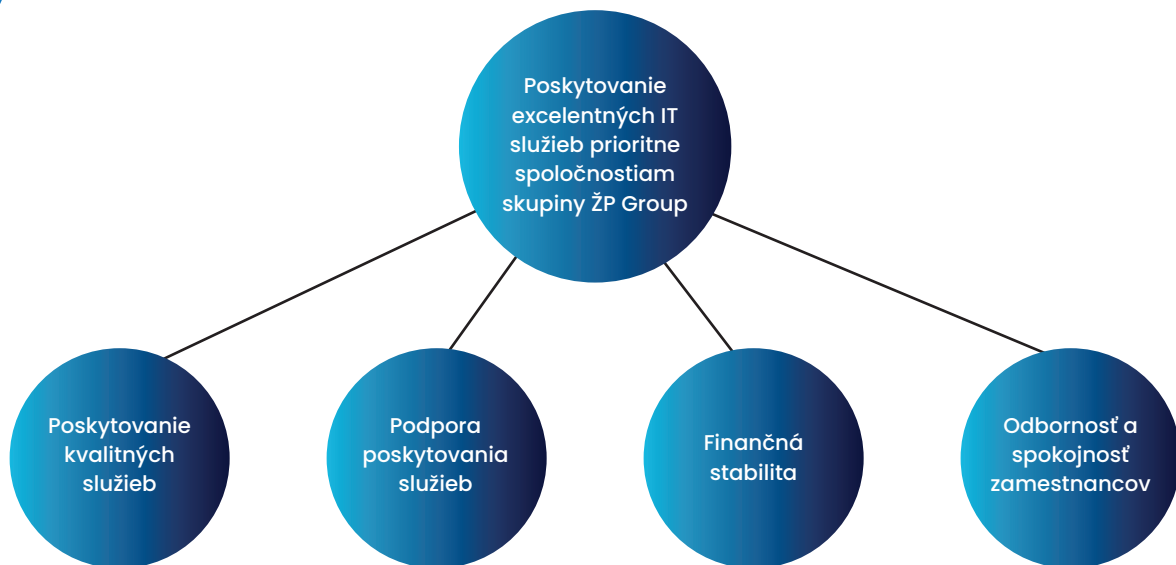 Poskytovanie
excelentných IT
služieb prioritne
spoločnostiam
skupiny ŽP Group
Poskytovanie
kvalitných
služieb
Podpora
poskytovania
služieb
Finančná
stabilita
Odbornosť a
spokojnosť
zamestnancov